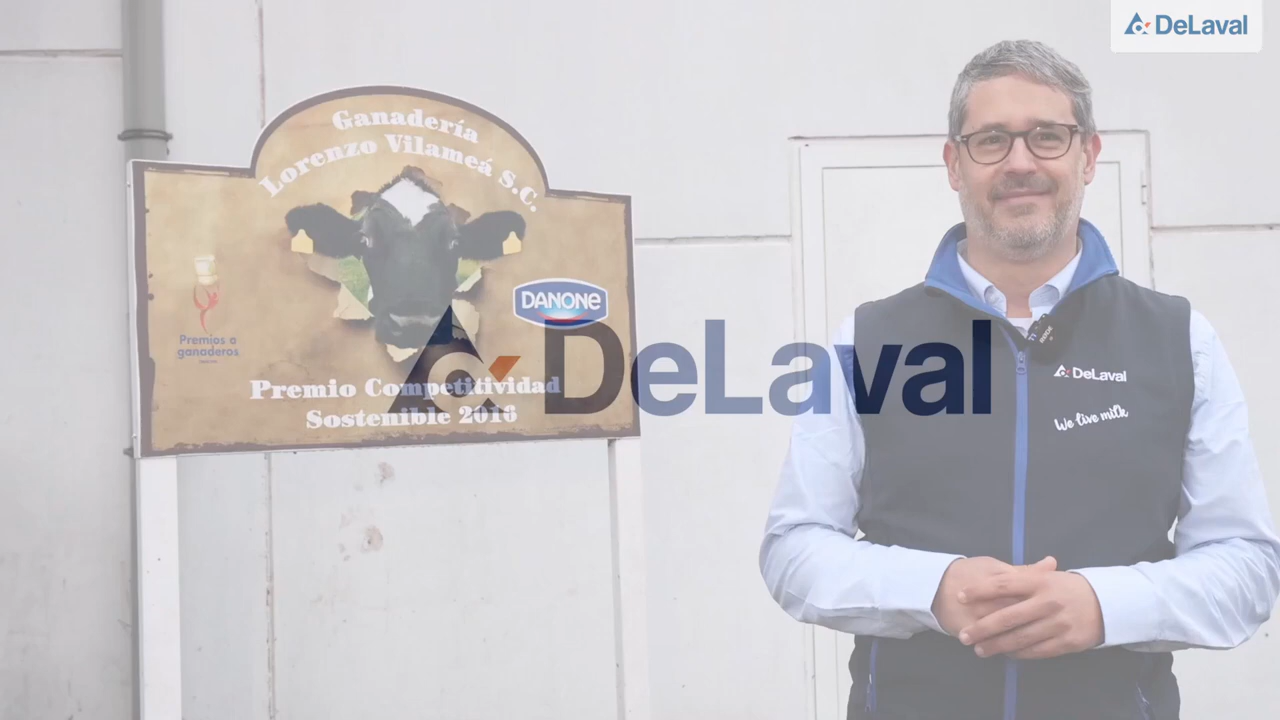 DeLaval
Ganadería
Lorenzo Vilameá S.C.
DANONE
Premios a
ganaderos
Premio Competitividad
Sostenible 2018
DeLaval
DeLaval
We live milk